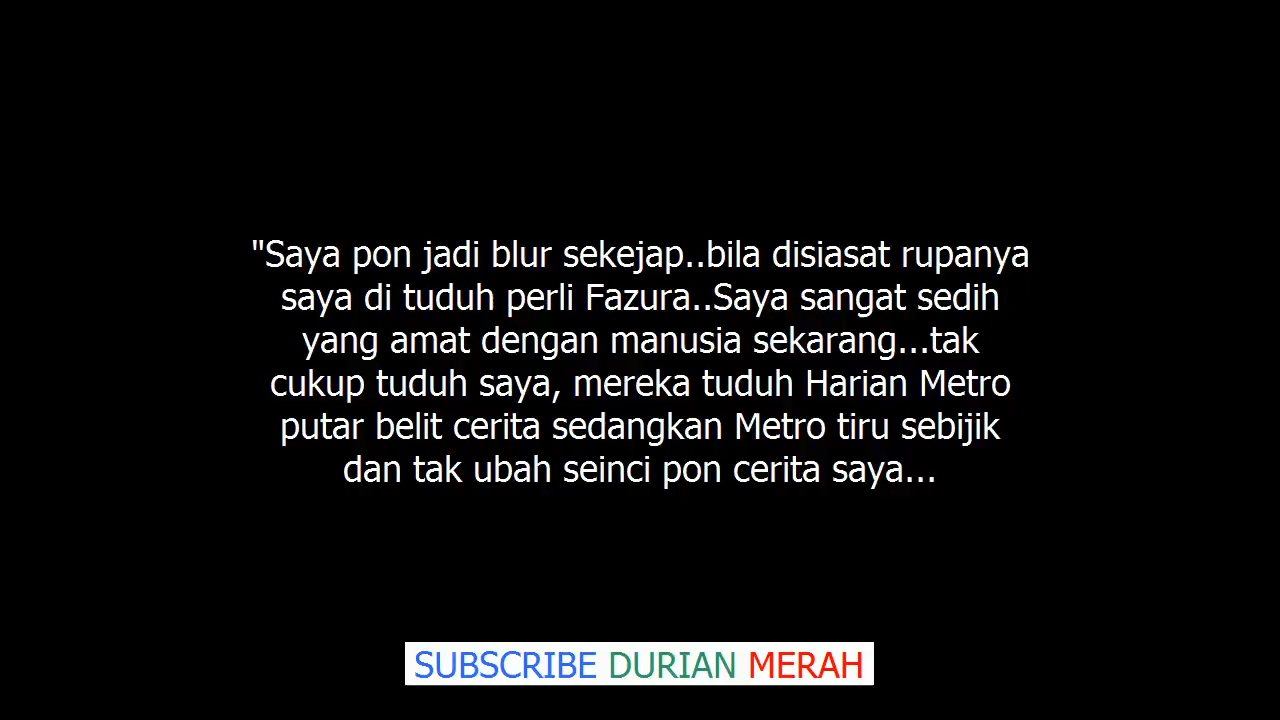 "Saya pon jadi blur sekejap..bila disiasat rupanya
saya di tuduh perli Fazura..Saya sangat sedih
yang amat dengan manusia sekarang...tak
cukup tuduh saya, mereka tuduh Harian Metro
putar belit cerita sedangkan Metro tiru sebijik
dan tak ubah seinci pon cerita saya...
SUBSCRIBE DURIAN MERAH